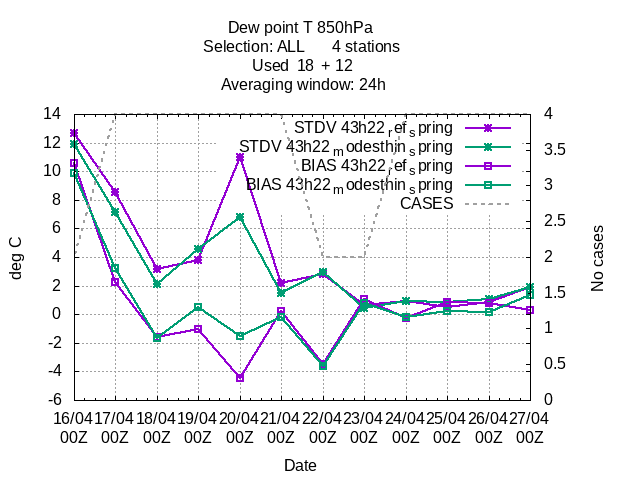 Dew point T 850hPa
Selection: ALL 4 stations
Used 18 + 12
Averaging window: 24h
STDV 43h22_ref_spring
STDV 43h22_modesthin_spring
BIAS 43h22_ref_spring
BIAS 43h22_modesthin_spring
CASES
14
12
10
8
6
4
2
0
-2
-4
-6
deg C
4
3.5
3
2.5
2
1.5
1
0.5
0
No cases
16/04 17/04 18/04 19/04 20/04 21/04 22/04 23/04 24/04 25/04 26/04 27/04
00Z 00Z 00Z 00Z 00Z 00Z 00Z 00Z 00Z 00Z 00Z 00Z
Date